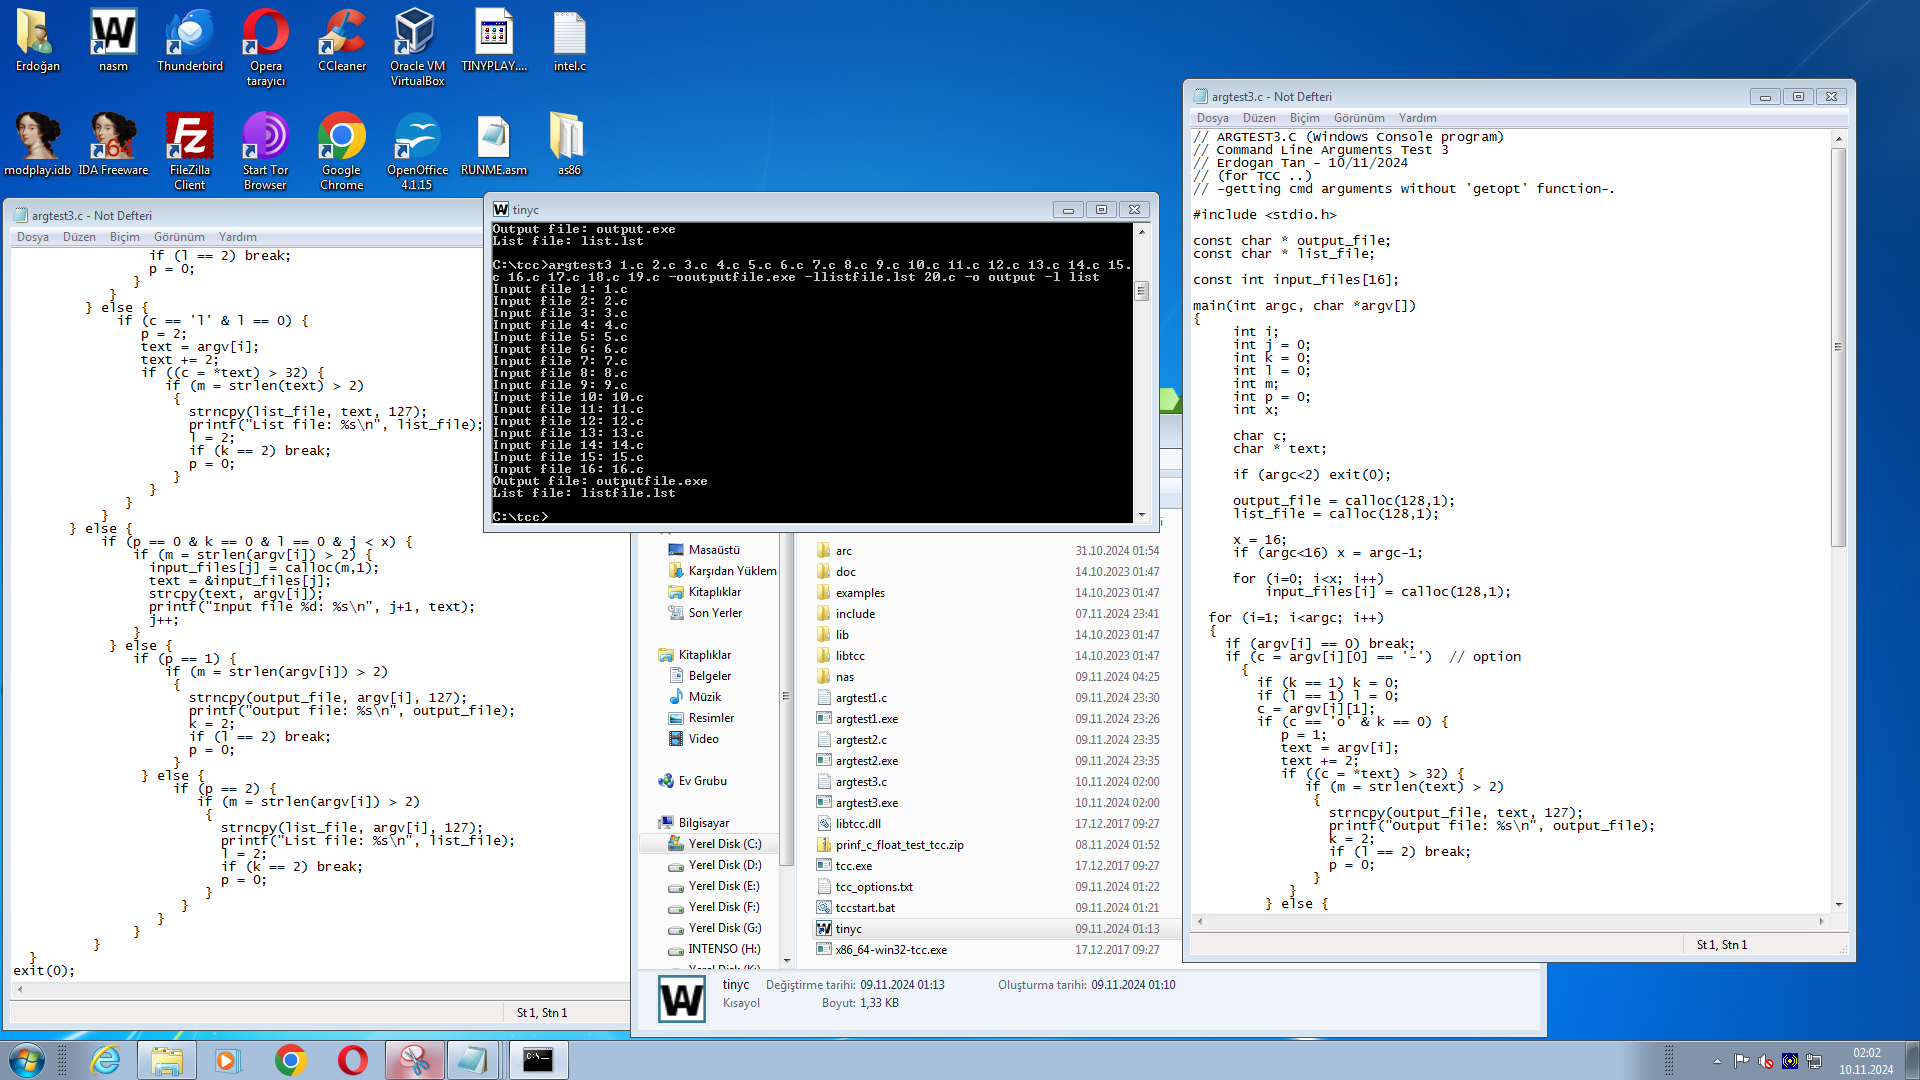 Erdoğan
nasm
Thunderbird
Opera
tarayıcı
CCleaner
Oracle VM
VirtualBox
TINYPLAY....
intel.c
modplay.idb
IDA Freeware
FileZilla
Client
Start Tor
Browser
Google
Chrome
OpenOffice
4.1.15
RUNME.asm
as86
argtest3.c - Not Defteri
Dosya Düzen Biçim Görünüm Yardım
if (l == 2) break;
p = 0;
}
}
} else {
if (c == 'l' & l == 0) {
p = 2;
text = argv[i];
text += 2;
if ((c = *text) > 32) {
if (m = strlen(text) > 2)
{
strncpy(list_file, text, 127);
printf("List file: %s\n", list_file);
l = 2;
if (k == 2) break;
p = 0;
}
}
}
}
} else {
if (p == 0 & k == 0 & l == 0 & j < x) {
if (m = strlen(argv[i]) > 2) {
input_files[j] = calloc(m,1);
text = &input_files[j];
strcpy(text, argv[i]);
printf("Input file %d: %s\n", j+1, text);
j++;
}
} else {
if (p == 1) {
if (m = strlen(argv[i]) > 2)
{
strncpy(output_file, argv[i], 127);
printf("Output file: %s\n", output_file);
k = 2;
if (l == 2) break;
p = 0;
}
} else {
if (p == 2) {
if (m = strlen(argv[i]) > 2)
{
strncpy(list_file, argv[i], 127);
printf("List file: %s\n", list_file);
l = 2;
if (k == 2) break;
p = 0;
}
}
}
}
}
}
exit(0);
St 1, Stn 1
tinyc
Output file: output.exe
List file: list.lst
C:\tcc>argtest3 1.c 2.c 3.c 4.c 5.c 6.c 7.c 8.c 9.c 10.c 11.c 12.c 13.c 14.c 15.
c 16.c 17.c 18.c 19.c -ooutputfile.exe -llistfile.lst 20.c -o output -l list
Input file 1: 1.c
Input file 2: 2.c
Input file 3: 3.c
Input file 4: 4.c
Input file 5: 5.c
Input file 6: 6.c
Input file 7: 7.c
Input file 8: 8.c
Input file 9: 9.c
Input file 10: 10.c
Input file 11: 11.c
Input file 12: 12.c
Input file 13: 13.c
Input file 14: 14.c
Input file 15: 15.c
Input file 16: 16.c
Output file: outputfile.exe
List file: listfile.lst
C:\tcc>
Masaüstü
Karşıdan Yüklem
Kitaplıklar
Son Yerler
Kitaplıklar
Belgeler
Müzik
Resimler
Video
Ev Grubu
Bilgisayar
Yerel Disk (C:)
Yerel Disk (D:)
Yerel Disk (E:)
Yerel Disk (F:)
Yerel Disk (G:)
INTENSO (H:)
arc 31.10.2024 01:54
doc 14.10.2023 01:47
examples 14.10.2023 01:47
include 07.11.2024 23:41
lib 14.10.2023 01:47
libtcc 14.10.2023 01:47
nas 09.11.2024 04:25
argtest1.c 09.11.2024 23:30
argtest1.exe 09.11.2024 23:26
argtest2.c 09.11.2024 23:35
argtest2.exe 09.11.2024 23:35
argtest3.c 10.11.2024 02:00
argtest3.exe 10.11.2024 02:00
libtcc.dll 17.12.2017 09:27
prinf_c_float_test_tcc.zip 08.11.2024 01:52
tcc.exe 17.12.2017 09:27
tcc_options.txt 09.11.2024 01:22
tccstart.bat 09.11.2024 01:21
tinyc 09.11.2024 01:13
x86_64-win32-tcc.exe 17.12.2017 09:27
tinyc Değiştirme tarihi: 09.11.2024 01:13 Oluşturma tarihi: 09.11.2024 01:10
Kısayol Boyut: 1,33 KB
argtest3.c - Not Defteri
Dosya Düzen Biçim Görünüm Yardım
// ARGTEST3.C (Windows Console program)
// Command Line Arguments Test 3
// Erdogan Tan - 10/11/2024
// (for TCC ..)
// -getting cmd arguments without 'getopt' function-.
#include <stdio.h>
const char * output_file;
const char * list_file;
const int input_files[16];
main(int argc, char *argv[])
{
int i;
int j = 0;
int k = 0;
int l = 0;
int m;
int p = 0;
int x;
char c;
char * text;
if (argc<2) exit(0);
output_file = calloc(128,1);
list_file = calloc(128,1);
x = 16;
if (argc<16) x = argc-1;
for (i=0; i<x; i++)
input_files[i] = calloc(128,1);
for (i=1; i<argc; i++)
{
if (argv[i] == 0) break;
if (c = argv[i][0] == '-') // option
{
if (k == 1) k = 0;
if (l == 1) l = 0;
c = argv[i][1];
if (c == 'o' & k == 0) {
p = 1;
text = argv[i];
text += 2;
if ((c = *text) > 32) {
if (m = strlen(text) > 2)
{
strncpy(output_file, text, 127);
printf("Output file: %s\n", output_file);
k = 2;
if (l == 2) break;
p = 0;
}
}
} else {
St 1, Stn 1
02:02
10.11.2024